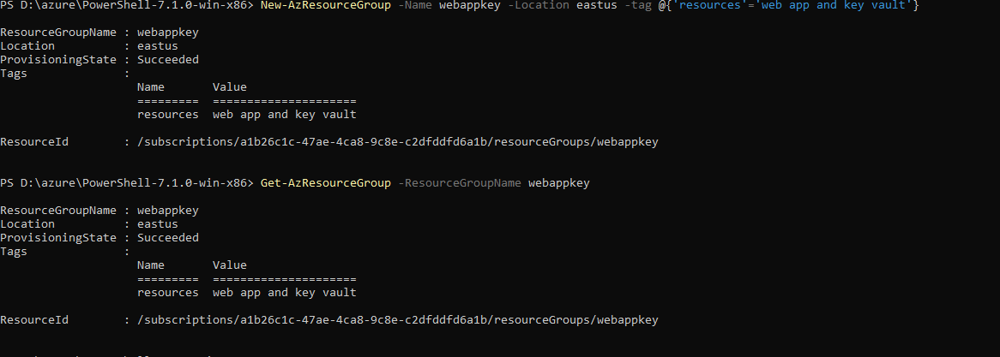 PS D:\azure\PowerShell-7.1.0-win-x86> New-AzResourceGroup -Name webappkey -Location eastus -tag @{'resources'='web app and key vault'}
ResourceGroupName : webappkey
Location          : eastus
ProvisioningState : Succeeded
Tags              :
                    Name       Value
                    =========  =====================
                    resources  web app and key vault
ResourceId        : /subscriptions/a1b26c1c-47ae-4ca8-9c8e-c2dfddfd6a1b/resourceGroups/webappkey
PS D:\azure\PowerShell-7.1.0-win-x86> Get-AzResourceGroup -ResourceGroupName webappkey
ResourceGroupName : webappkey
Location          : eastus
ProvisioningState : Succeeded
Tags              :
                    Name       Value
                    =========  =====================
                    resources  web app and key vault
ResourceId        : /subscriptions/a1b26c1c-47ae-4ca8-9c8e-c2dfddfd6a1b/resourceGroups/webappkey